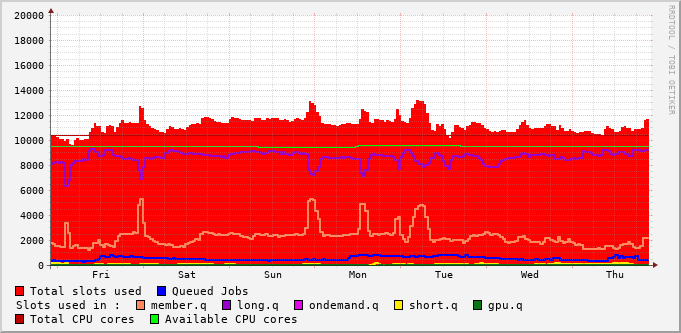 20000
18000
16000
14000
12000
10000
8000
6000
4000
2000
0
Fri Sat Sun Mon Tue Wed Thu
Total slots used Queued Jobs
Slots used in : member.q long.q ondemand.q short.q gpu.q
Total CPU cores Available CPU cores
RRDTOOL / TOBI OETIKER